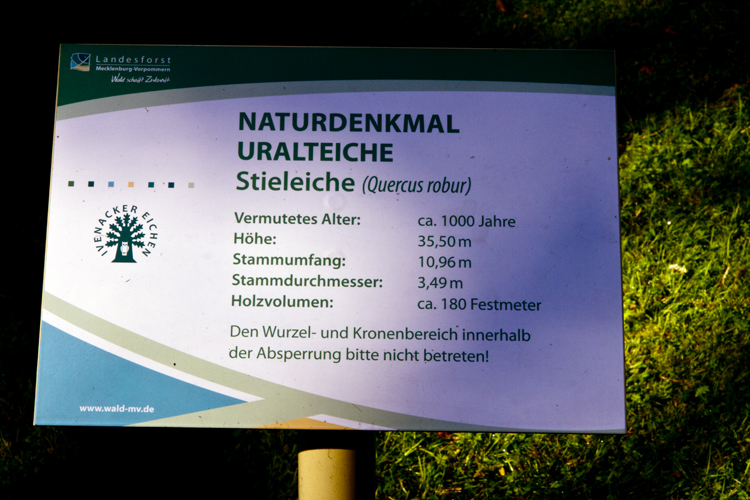 Landesforst
Mecklenburg-Vorpommern
Wald schafft Zukunft
NATURDENKMAL
URALTEICHE
Stieleiche (Quercus robur)
Vermutetes Alter: ca. 1000 Jahre
Höhe: 35,50 m
Stammumfang: 10,96 m
Stammdurchmesser: 3,49 m
Holzvolumen: ca. 180 Festmeter
IVENACKER EICHEN
Den Wurzel- und Kronenbereich innerhalb
der Absperrung bitte nicht betreten!
www.wald-mv.de